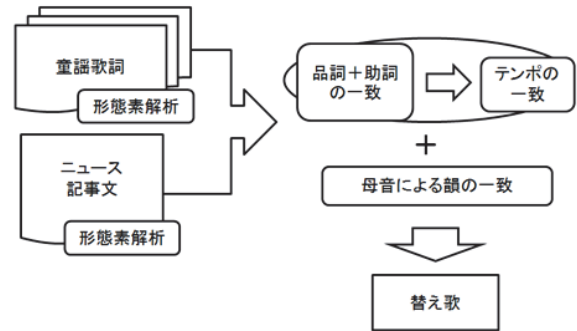 童謡歌詞
形態素解析
ニュース
記事文
形態素解析
品詞+助詞
の一致
テンポの
一致
+
母音による韻の一致
替え歌